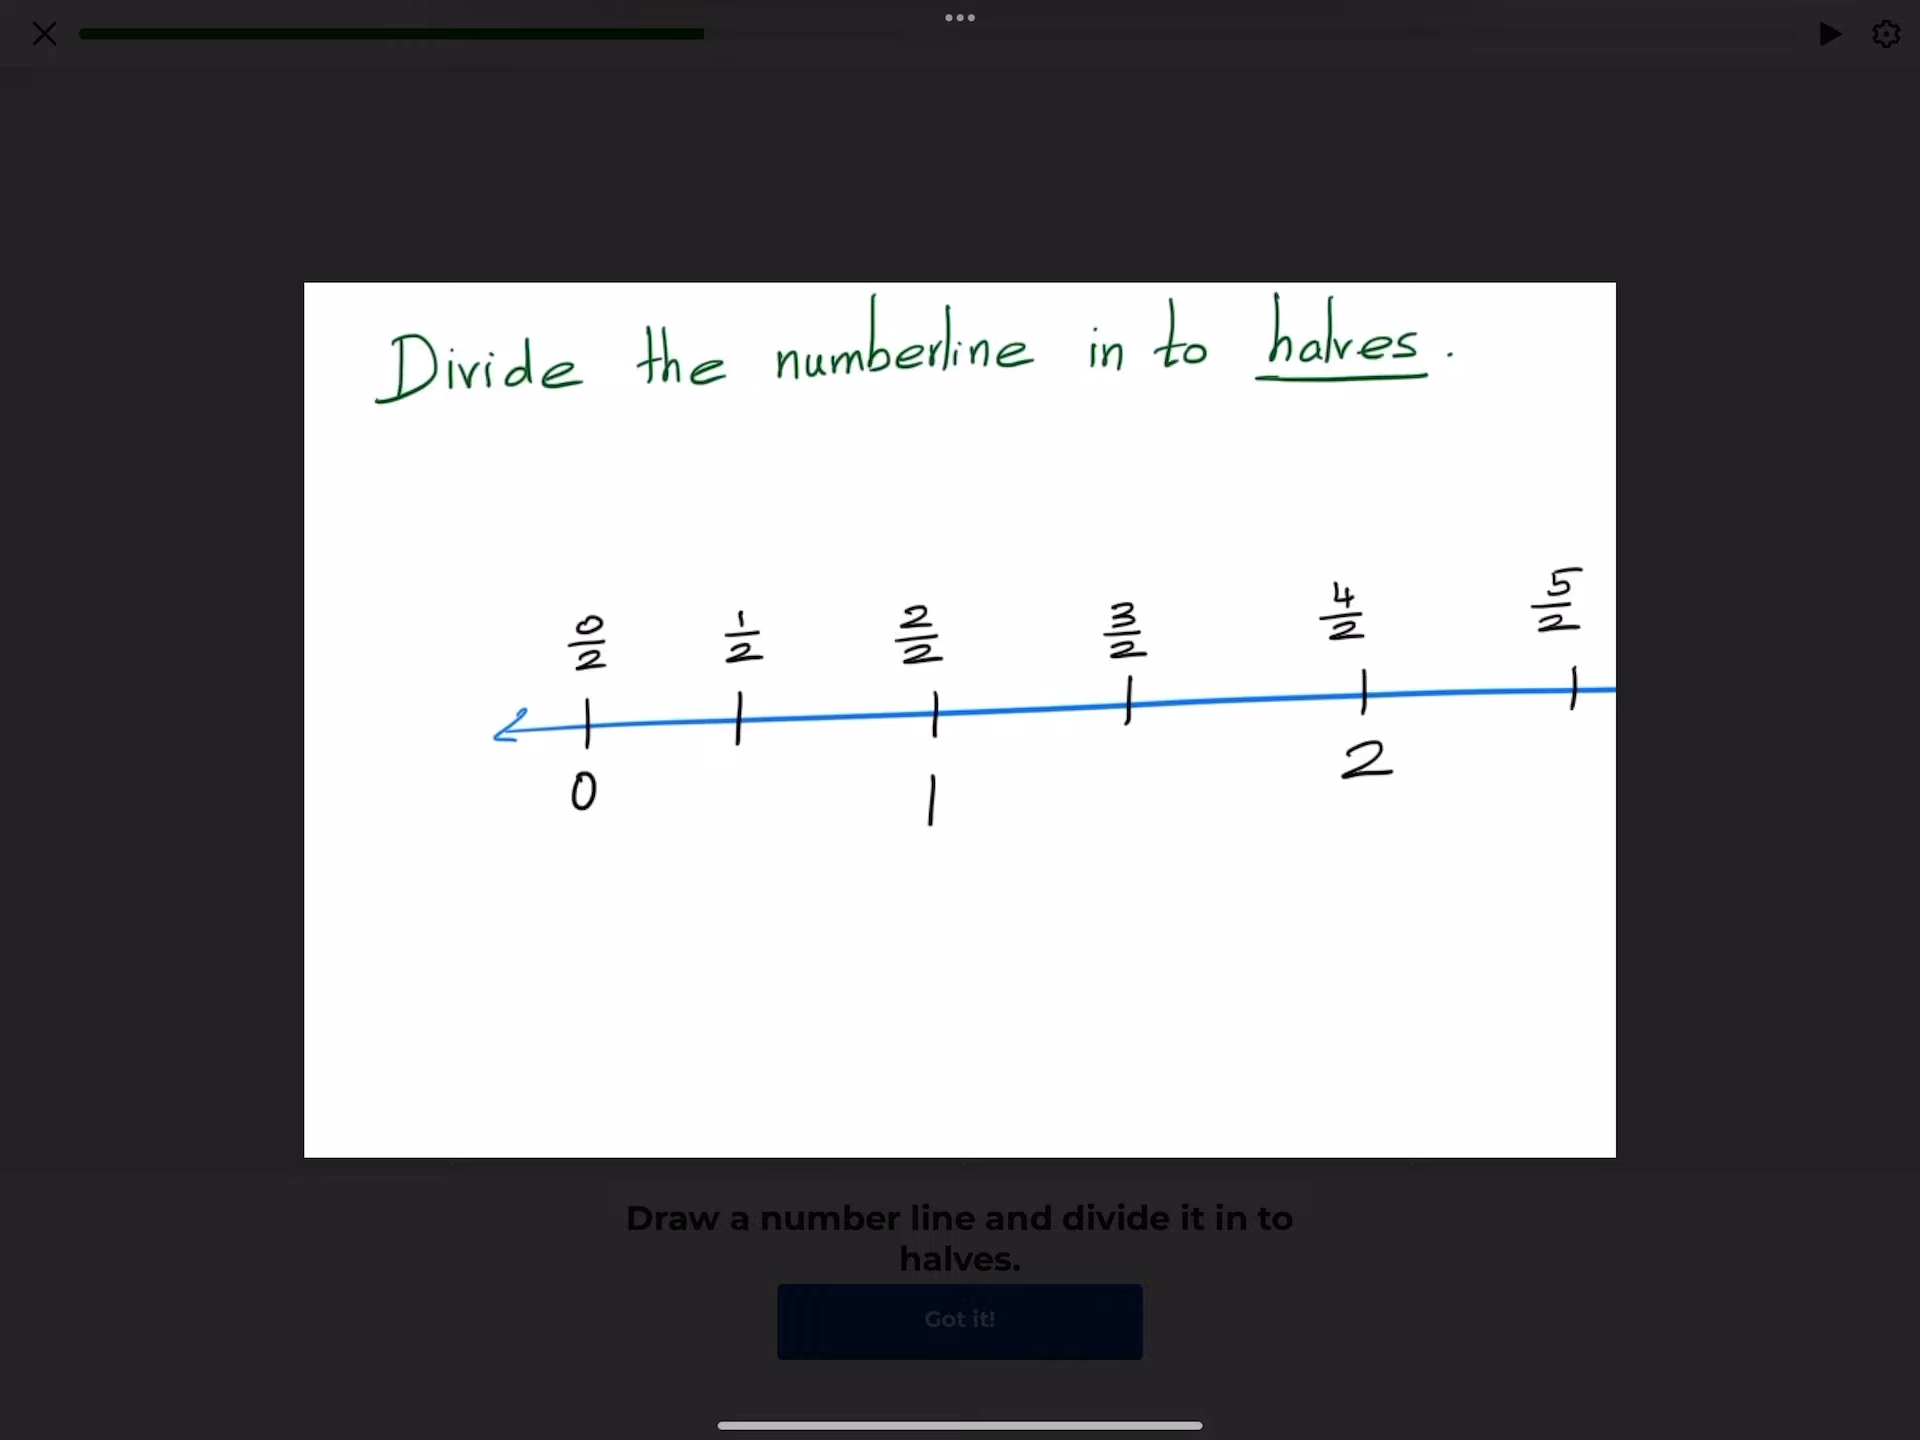 Divide the numberline in to halves.
0/2 1/2 2/2 3/2 4/2 5/2
0 1 2
Draw a number line and divide it in to
halves.
Got it!